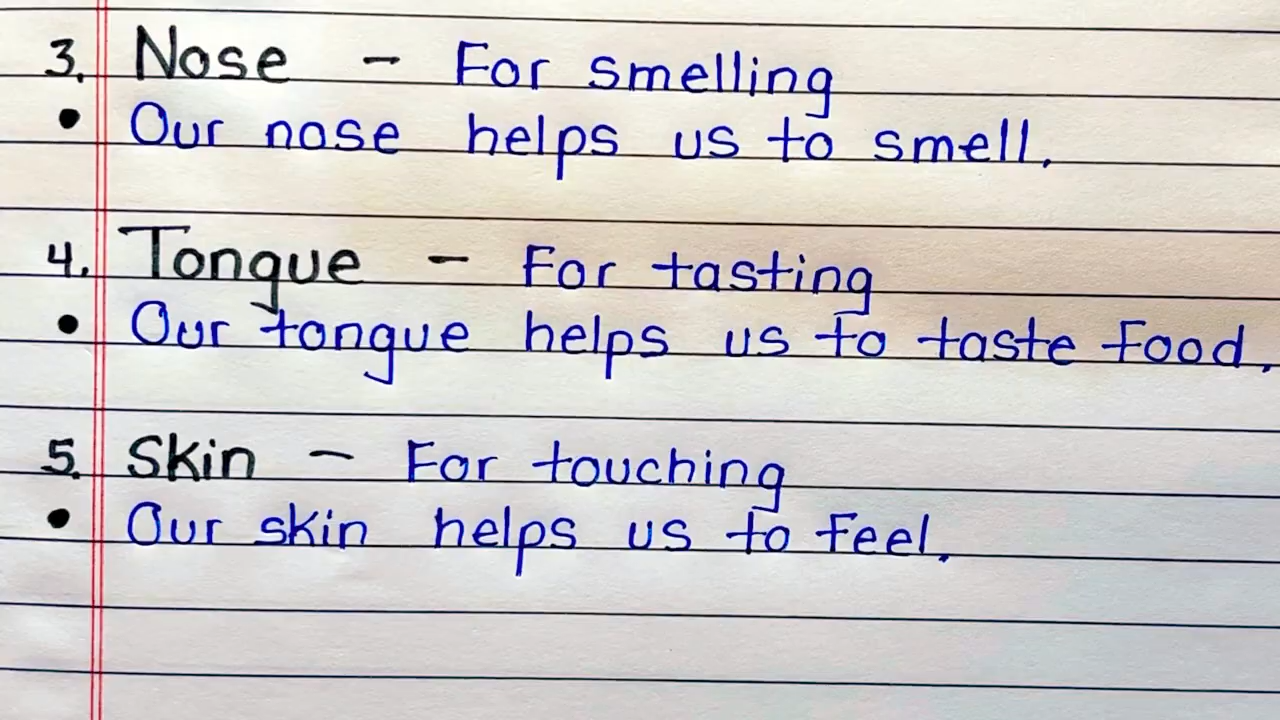 3. Nose - For smelling
• Our nose helps us to smell.
4. Tongue - For tasting
• Our tongue helps us to taste food.
5. Skin - For touching
• Our skin helps us to feel.